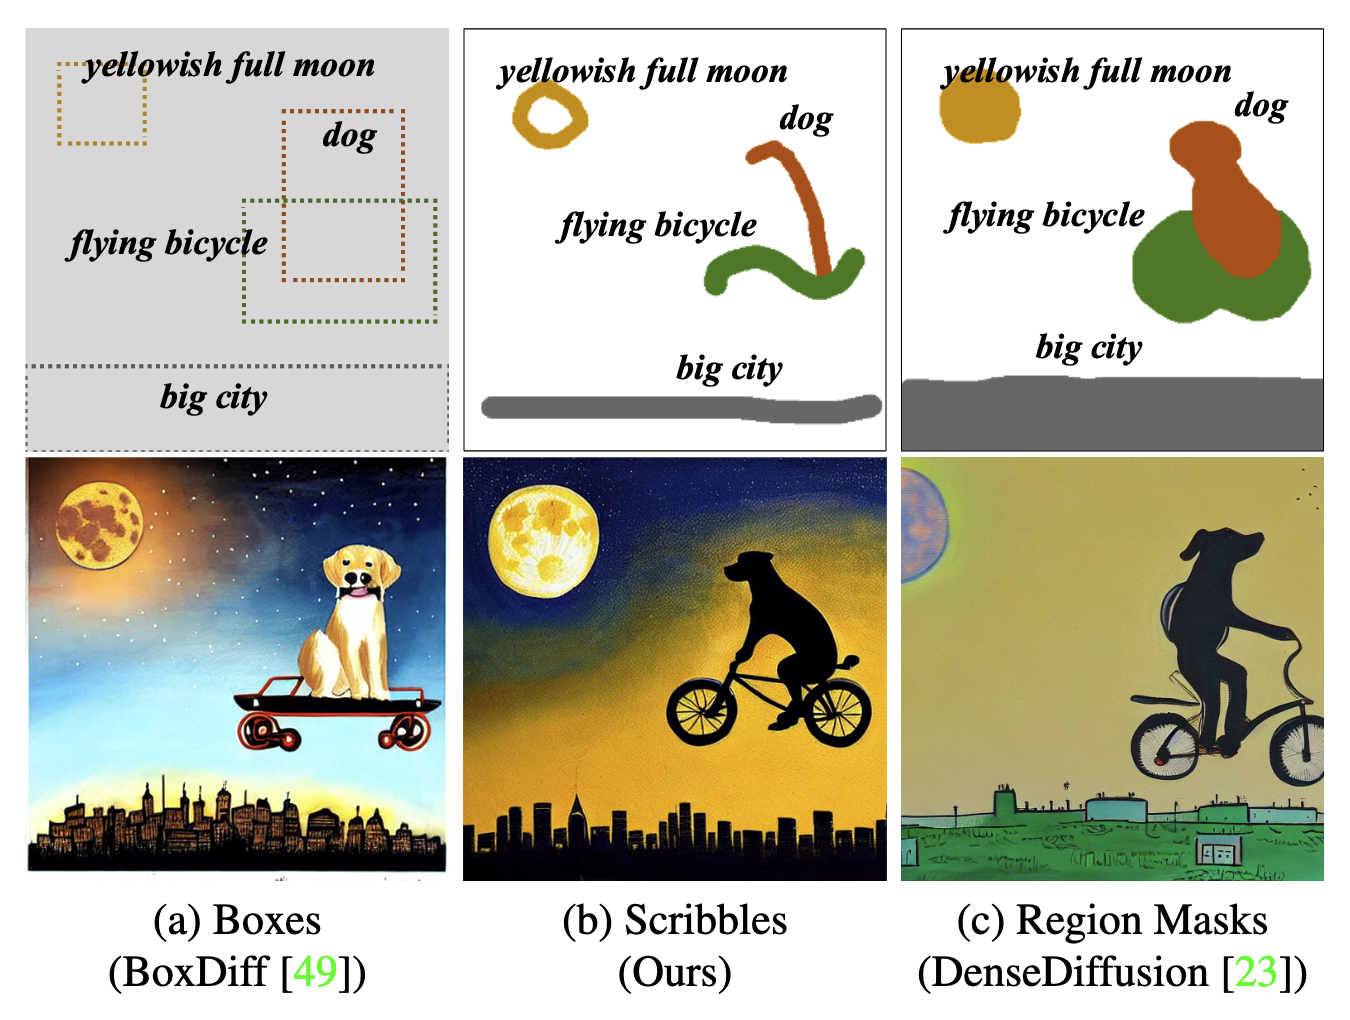 yellowish full moon
dog
flying bicycle
big city
yellowish full moon
dog
flying bicycle
big city
yellowish full moon
dog
flying bicycle
big city
(a) Boxes
(BoxDiff [49])
(b) Scribbles
(Ours)
(c) Region Masks
(DenseDiffusion [23])